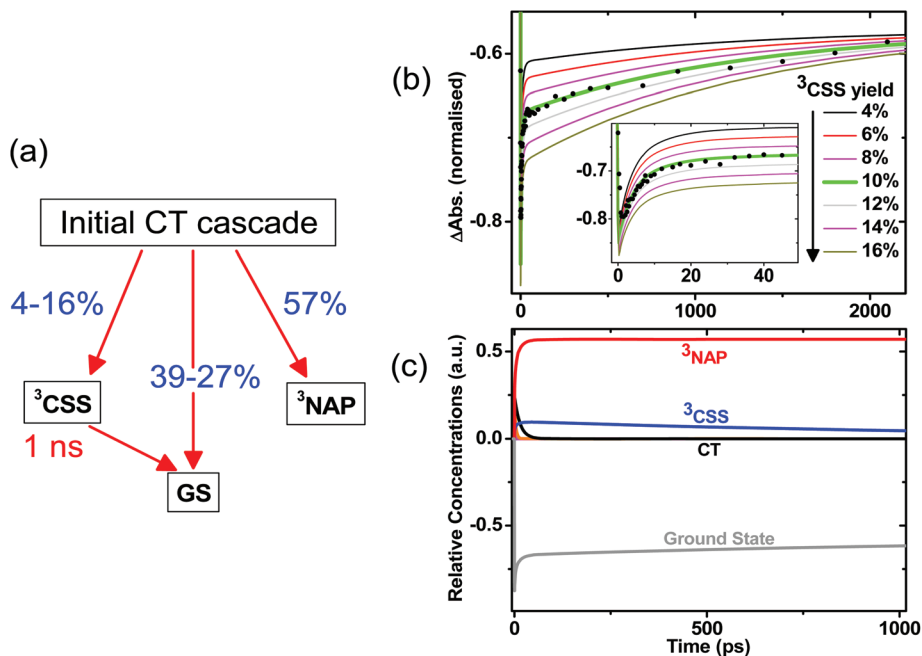 (a)
Initial CT cascade
4-16%
57%
39-27%
³CSS
³NAP
1 ns
GS
(b)
ΔAbs. (normalised)
-0.6
-0.8
0
1000
2000
-0.7
-0.8
0
20
40
³CSS yield
4%
6%
8%
10%
12%
14%
16%
(c)
Relative Concentrations (a.u.)
0.5
0.0
-0.5
³NAP
³CSS
CT
Ground State
0
500
1000
Time (ps)